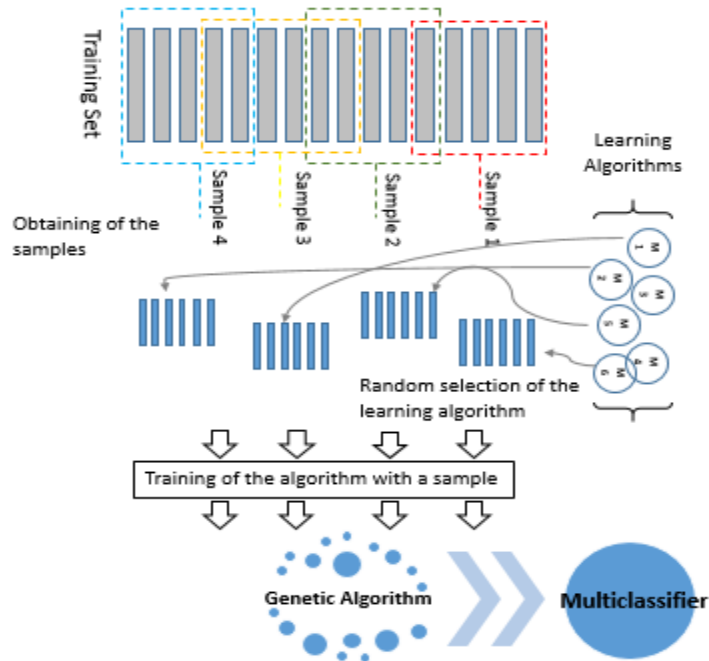 Training Set
Sample 4
Sample 3
Sample 2
Sample 1
Learning
Algorithms
Obtaining of the
samples
M 1
M 2
M 3
M 5
M 4
M 6
Random selection of the
learning algorithm
Training of the algorithm with a sample
Genetic Algorithm
Multiclassifier